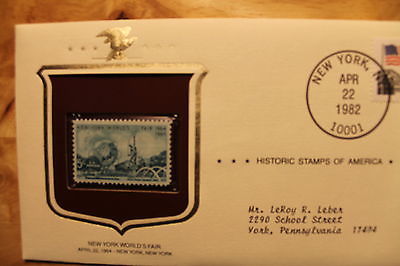 NEW YORK WORLD'S FAIR 1964 1965
NEW YORK WORLD'S FAIR
APRIL 22, 1964 - NEW YORK, NEW YORK
NEW YORK, N
APR
22
1982
10001
HISTORIC STAMPS OF AMERICA
Mr. LeRoy R. Leber
2290 School Street
York, Pennsylvania 17404